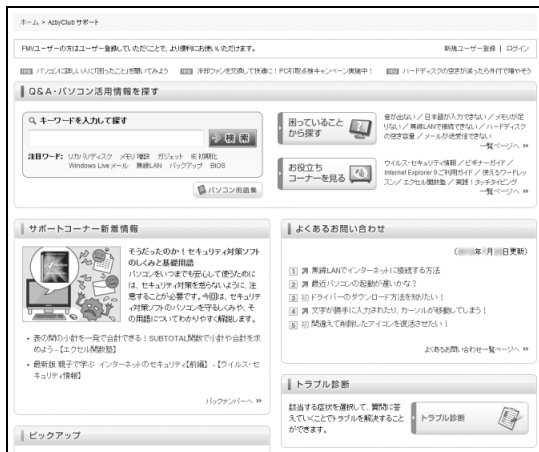 ホーム > AzbyClub サポート
FMVユーザーの方はユーザー登録していただくことで、より便利にお使いいただけます。
新規ユーザー登録 | ログイン
パソコンに詳しい人に「困ったこと」を聞いてみよう
冷却ファンを交換して快適に!PC引取点検キャンペーン実施中!
ハードディスクの空きが減ったら外付で増やそう
Q&A・パソコン活用情報を探す
キーワードを入力して探す
検索
注目ワード: リカバリディスク メモリ増設 ガジェット IE初期化
Windows Liveメール 無線LAN バックアップ BIOS
パソコン用語集
困っていること
から探す
音が出ない/日本語が入力できない/メモリが足
りない/無線LANで接続できない/ハードディスク
の空き容量/メールが送受信できない
一覧ページへ »
お役立ち
コーナーを見る
ウイルス・セキュリティ情報/ビギナーガイド/
Internet Explorer 9ご利用ガイド/使えるワードレッ
スン/エクセル関数塾/実践!タッチタイピング
一覧ページへ »
サポートコーナー新着情報
そうだったのか!セキュリティ対策ソフト
のしくみと基礎用語
パソコンをいつまでも安心して使うために
は、セキュリティ対策を怠らないように、注
意することが必要です。今回は、セキュリテ
ィ対策ソフトのパソコンを守るしくみや、そ
の用語についてわかりやすく解説します。
・表の間の小計を一発で合計できる!SUBTOTAL関数で小計や合計を求
めよう - 【エクセル関数塾】
・最新版 親子で学ぶ インターネットのセキュリティ【前編】 - 【ウイルス・セ
キュリティ情報】
バックナンバーへ »
ピックアップ
よくあるお問い合わせ
(年 月 日更新)
1 無線LANでインターネットに接続する方法
2 最近パソコンの起動が遅いかな?
3 初 ドライバーのダウンロード方法を知りたい!
4 文字が勝手に入力されたり、カーソルが移動してしまう!
5 初 間違えて削除したアイコンを復活させたい!
よくあるお問い合わせ一覧ページへ »
トラブル診断
該当する症状を選択して、質問に答
えていくことでトラブルを解決すること
ができます。
トラブル診断